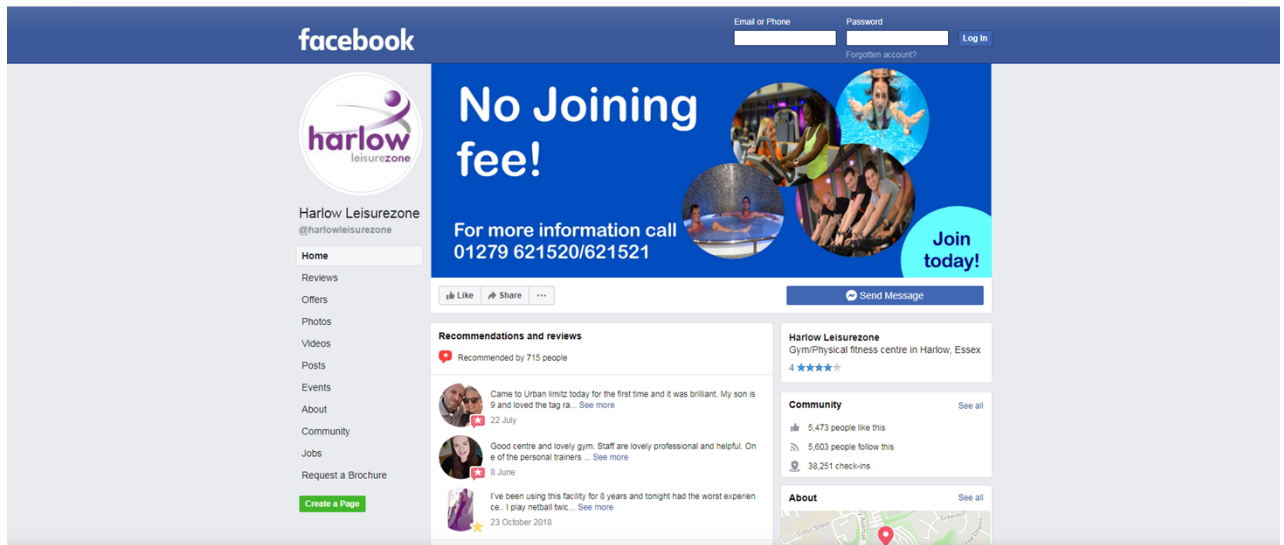 facebook
Email or Phone
Password
Log In
Forgotten account?
harlow
leisurezone
Harlow Leisurezone
@harlowleisurezone
Home
Reviews
Offers
Photos
Videos
Posts
Events
About
Community
Jobs
Request a Brochure
Create a Page
No Joining
fee!
For more information call
01279 621520/621521
Join
today!
Like
Share
Send Message
Recommendations and reviews
Recommended by 715 people
Came to Urban limitz today for the first time and it was brilliant. My son is
9 and loved the tag ra... See more
22 July
Good centre and lovely gym. Staff are lovely professional and helpful. On
e of the personal trainers ... See more
8 June
I've been using this facility for 8 years and tonight had the worst experien
ce.. I play netball twic... See more
23 October 2018
Harlow Leisurezone
Gym/Physical fitness centre in Harlow, Essex
4
Community
See all
5,473 people like this
5,603 people follow this
38,251 check-ins
About
See all